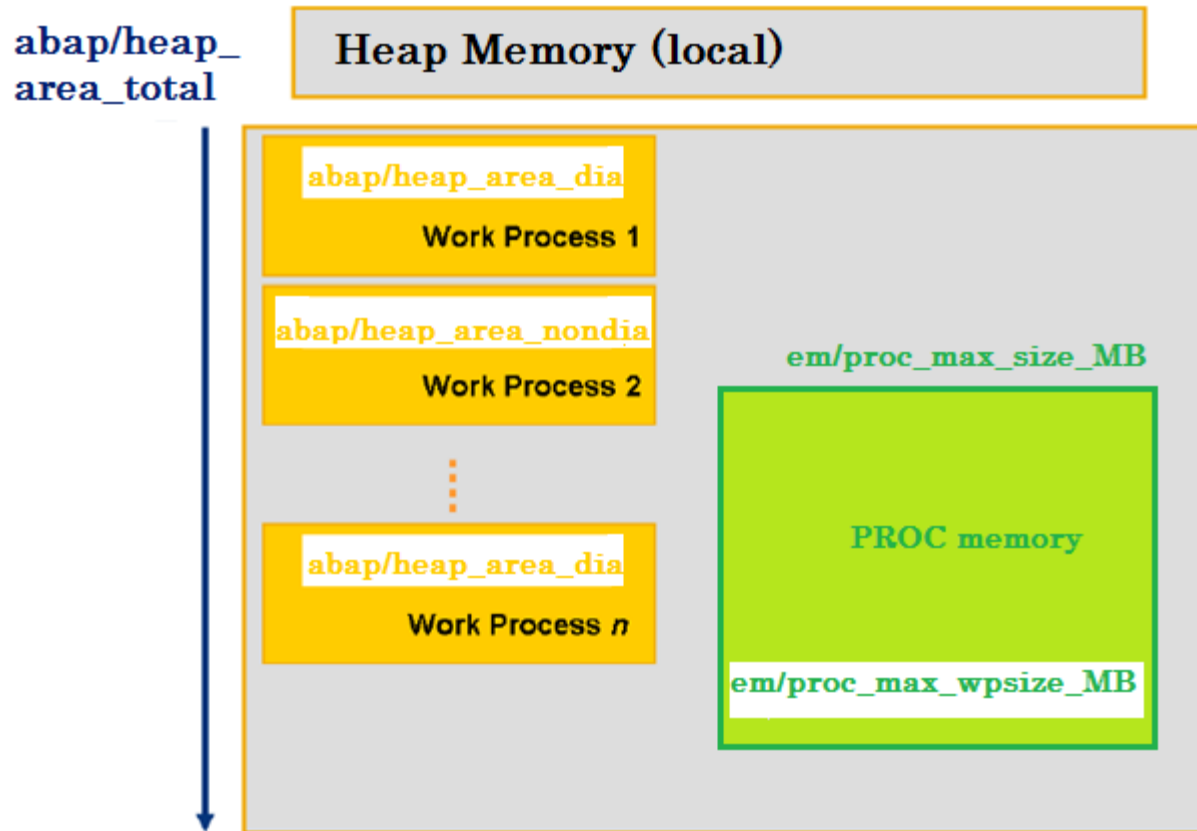 abap/heap_
area_total
Heap Memory (local)
abap/heap_area_dia
Work Process 1
abap/heap_area_nondia
Work Process 2
abap/heap_area_dia
Work Process n
em/proc_max_size_MB
PROC memory
em/proc_max_wpsize_MB